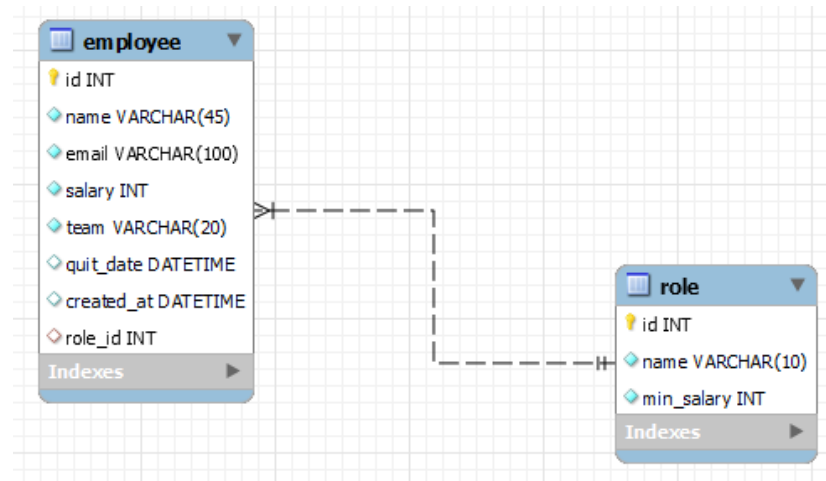 employee
id INT
name VARCHAR(45)
email VARCHAR(100)
salary INT
team VARCHAR(20)
quit_date DATETIME
created_at DATETIME
role_id INT
Indexes
role
id INT
name VARCHAR(10)
min_salary INT
Indexes